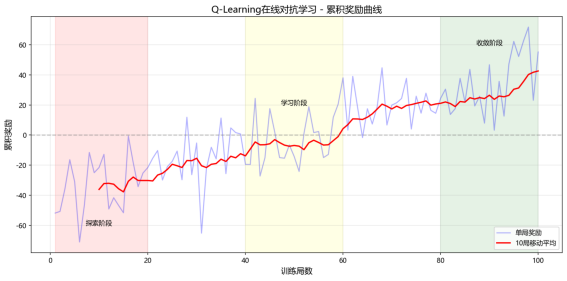 Q-Learning在线对抗学习 - 累积奖励曲线
累积奖励
60
40
20
0
-20
-40
-60
收敛阶段
学习阶段
探索阶段
单局奖励
10局移动平均
0
20
40
60
80
100
训练局数